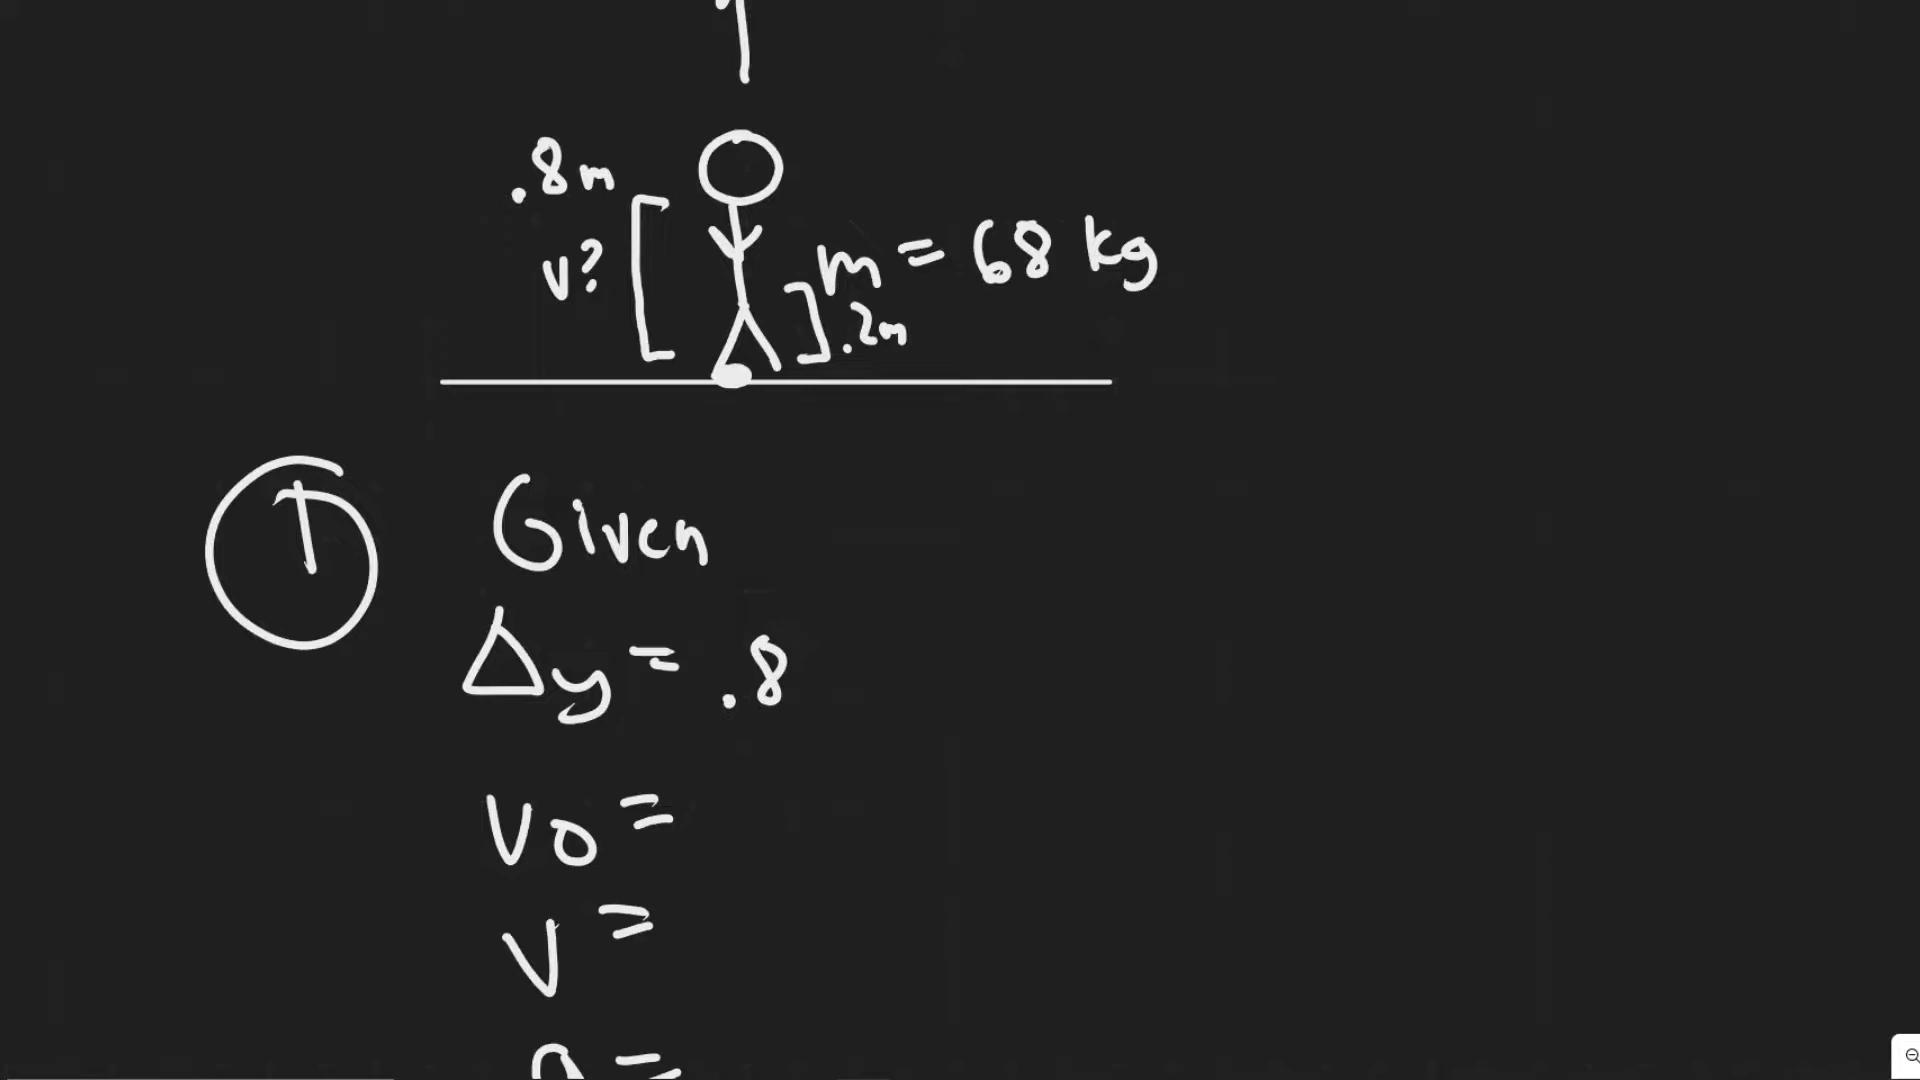 .8m
v?
m = 68 kg
.2m
1
Given
Δy = .8
vo =
v =